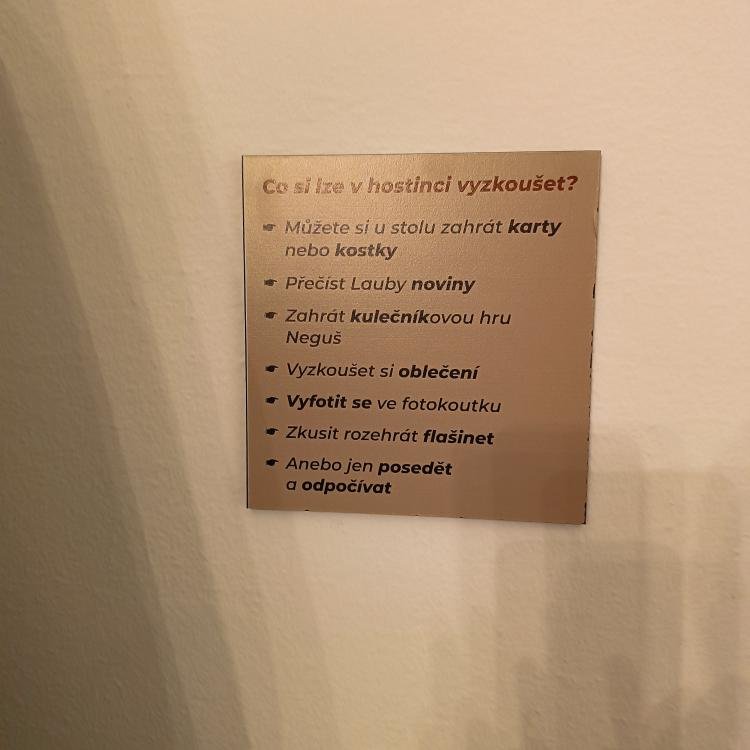 Co si lze v hostinci vyzkoušet?
☛ Můžete si u stolu zahrát karty
nebo kostky
☛ Přečíst Lauby noviny
☛ Zahrát kulečníkovou hru
Neguš
☛ Vyzkoušet si oblečení
☛ Vyfotit se ve fotokoutku
☛ Zkusit rozehrát flašinet
☛ Anebo jen posedět
a odpočívat